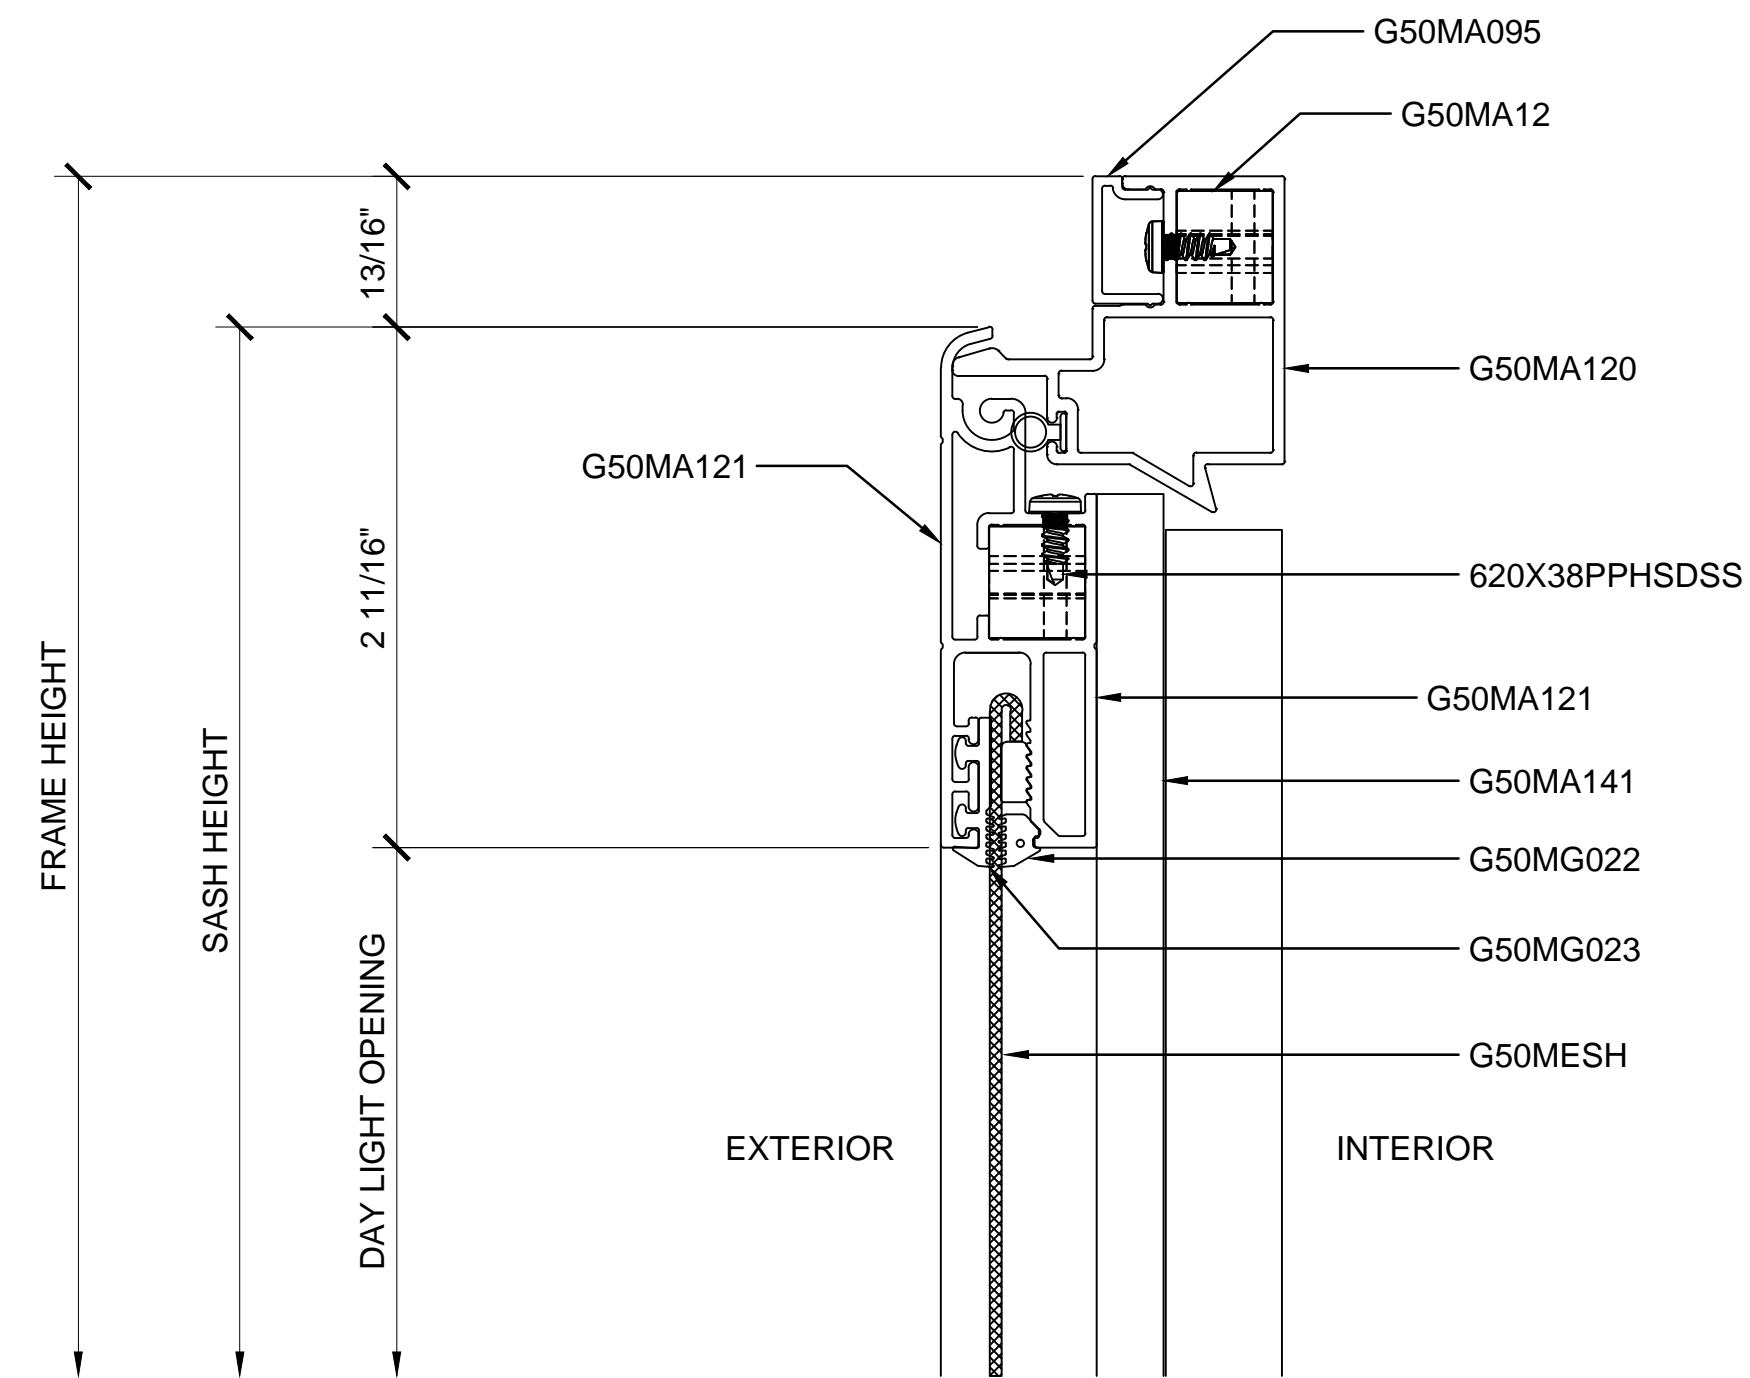 G50MA095
G50MA12
13/16"
G50MA120
G50MA121
2 11/16"
620X38PPHSDSS
FRAME HEIGHT
G50MA121
SASH HEIGHT
G50MA141
G50MG022
G50MG023
DAY LIGHT OPENING
G50MESH
EXTERIOR
INTERIOR